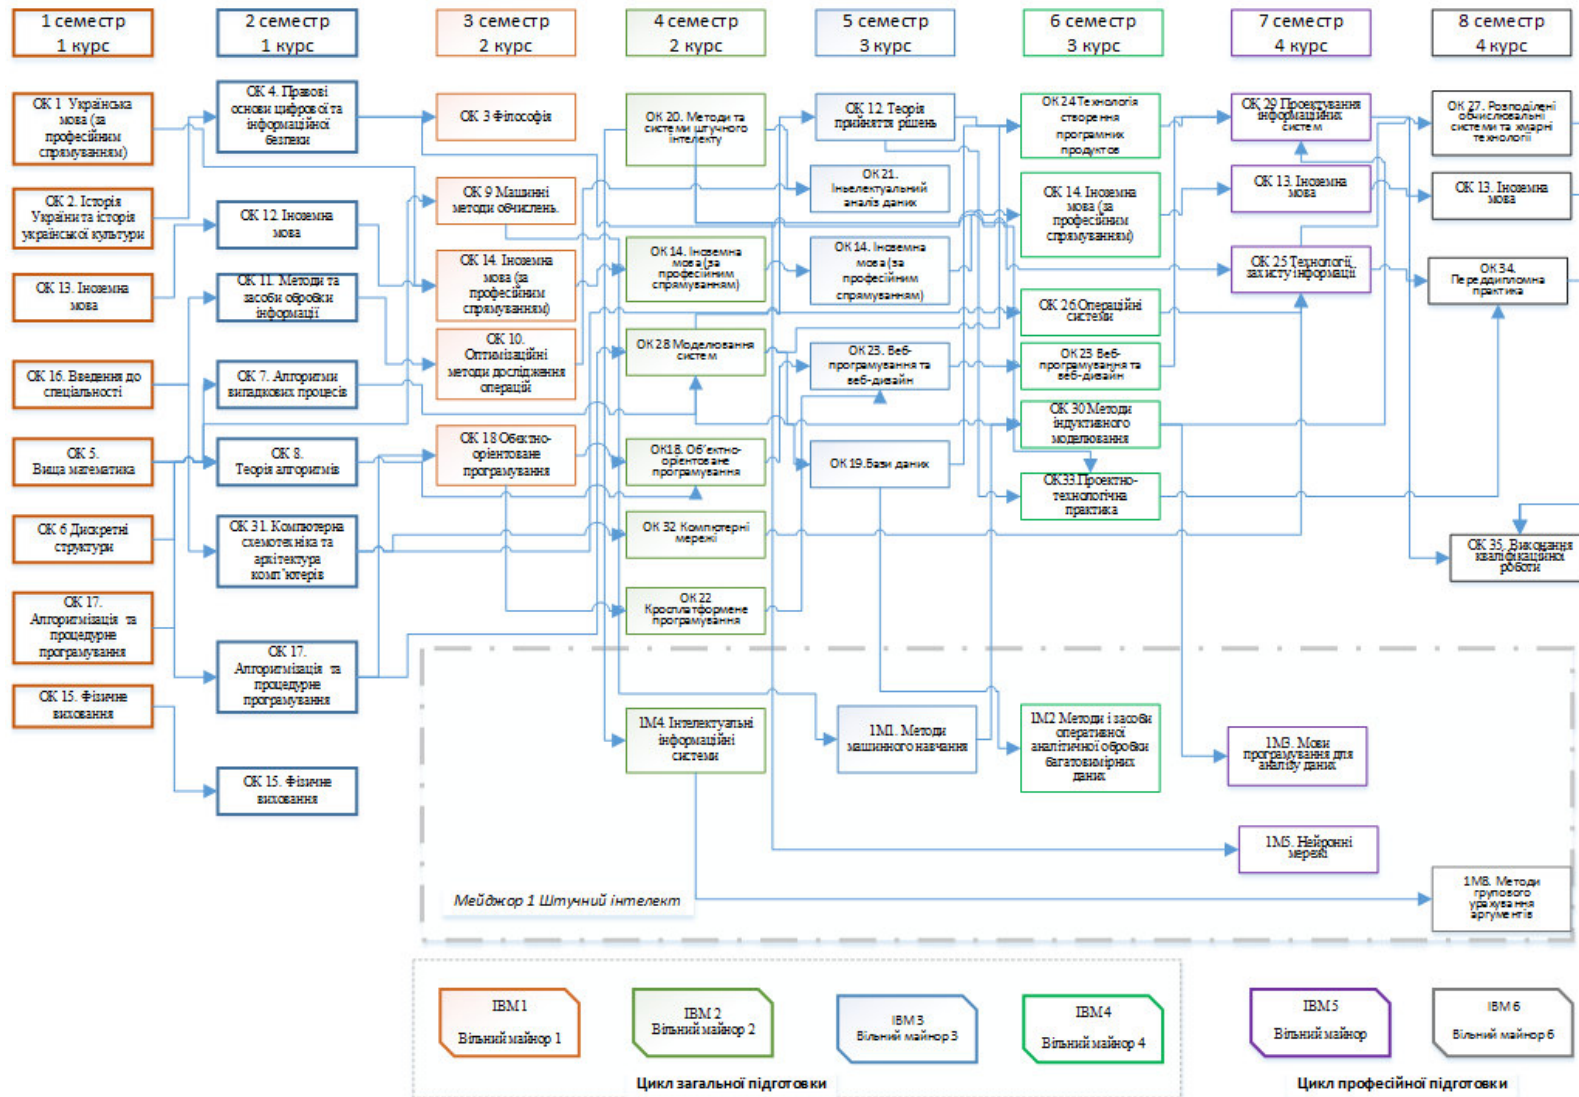 1 семестр
1 курс
2 семестр
1 курс
3 семестр
2 курс
4 семестр
2 курс
5 семестр
3 курс
6 семестр
3 курс
7 семестр
4 курс
8 семестр
4 курс
ОК 1 Українська
мова (за
професійним
спрямуванням)
ОК 2. Історія
України та історія
української культури
ОК 13. Іноземна
мова
ОК 16. Введення до
спеціальності
ОК 5.
Вища математика
ОК 6 Дискретні
структури
ОК 17.
Алгоритмізація та
процедурне
програмування
ОК 15. Фізичне
виховання
ОК 4. Правові
основи цифрової та
інформаційної
безпеки
ОК 12. Іноземна
мова
ОК 11. Методи та
засоби обробки
інформації
ОК 7. Алгоритми
випадкових процесів
ОК 8.
Теорія алгоритмів
ОК 31. Компютерна
схемотехніка та
архітектура
комп'ютерів
ОК 17.
Алгоритмізація та
процедурне
програмування
ОК 15. Фізичне
виховання
ОК 3 Філософія
ОК 9 Машинні
методи обчислень.
ОК 14. Іноземна
мова (за
професійним
спрямуванням)
ОК 10.
Оптимізаційні
методи дослідження
операцій
ОК 18 Обєктно-
орієнтоване
програмування
ОК 20. Методи та
системи штучного
інтелекту
ОК 14. Іноземна
мова (за
професійним
спрямуванням)
ОК 28 Моделювання
систем
ОК18. Об'єктно-
орієнтоване
програмування
ОК 32 Компютерні
мережі
ОК 22
Кросплатформене
програмування
1М4. Інтелектуальні
інформаційні
системи
ОК 12. Теорія
прийняття рішень
ОК 21.
Іньелектуальний
аналіз даних
ОК 14. Іноземна
мова (за
професійним
спрямуванням)
ОК 23. Веб-
програмування та
веб-дизайн
ОК 19.Бази даних
1М1. Методи
машинного навчання
ОК 24 Технологія
створення
програмних
продуктов
ОК 14. Іноземна
мова (за
професійним
спрямуванням)
ОК 26.Операційні
системи
ОК 23 Веб-
програмування та
веб-дизайн
ОК 30 Методи
індуктивного
моделювання
ОК33.Проектно-
технологічна
практика
1М2 Методи і засоби
оперативної
аналітичної обробки
багатовимірних
даних
ОК 29 Проектування
інформаційних
систем
ОК 13. Іноземна
мова
ОК 25 Технології
захисту інформації
1М3. Мови
програмування для
аналізу даних
1М5. Нейронні
мережі
ОК 27. Розподілені
обчислювальні
системи та хмарні
технології
ОК 13. Іноземна
мова
ОК 34.
Переддипломна
практика
ОК 35. Виконання
кваліфікаційної
роботи
1М8. Методи
групового
урахування
аргументів
Мейджор 1 Штучний інтелект
ІВМ 1
Вільний майнор 1
ІВМ 2
Вільний майнор 2
ІВМ 3
Вільний майнор 3
ІВМ 4
Вільний майнор 4
ІВМ 5
Вільний майнор
ІВМ 6
Вільний майнор 6
Цикл загальної підготовки
Цикл професійної підготовки